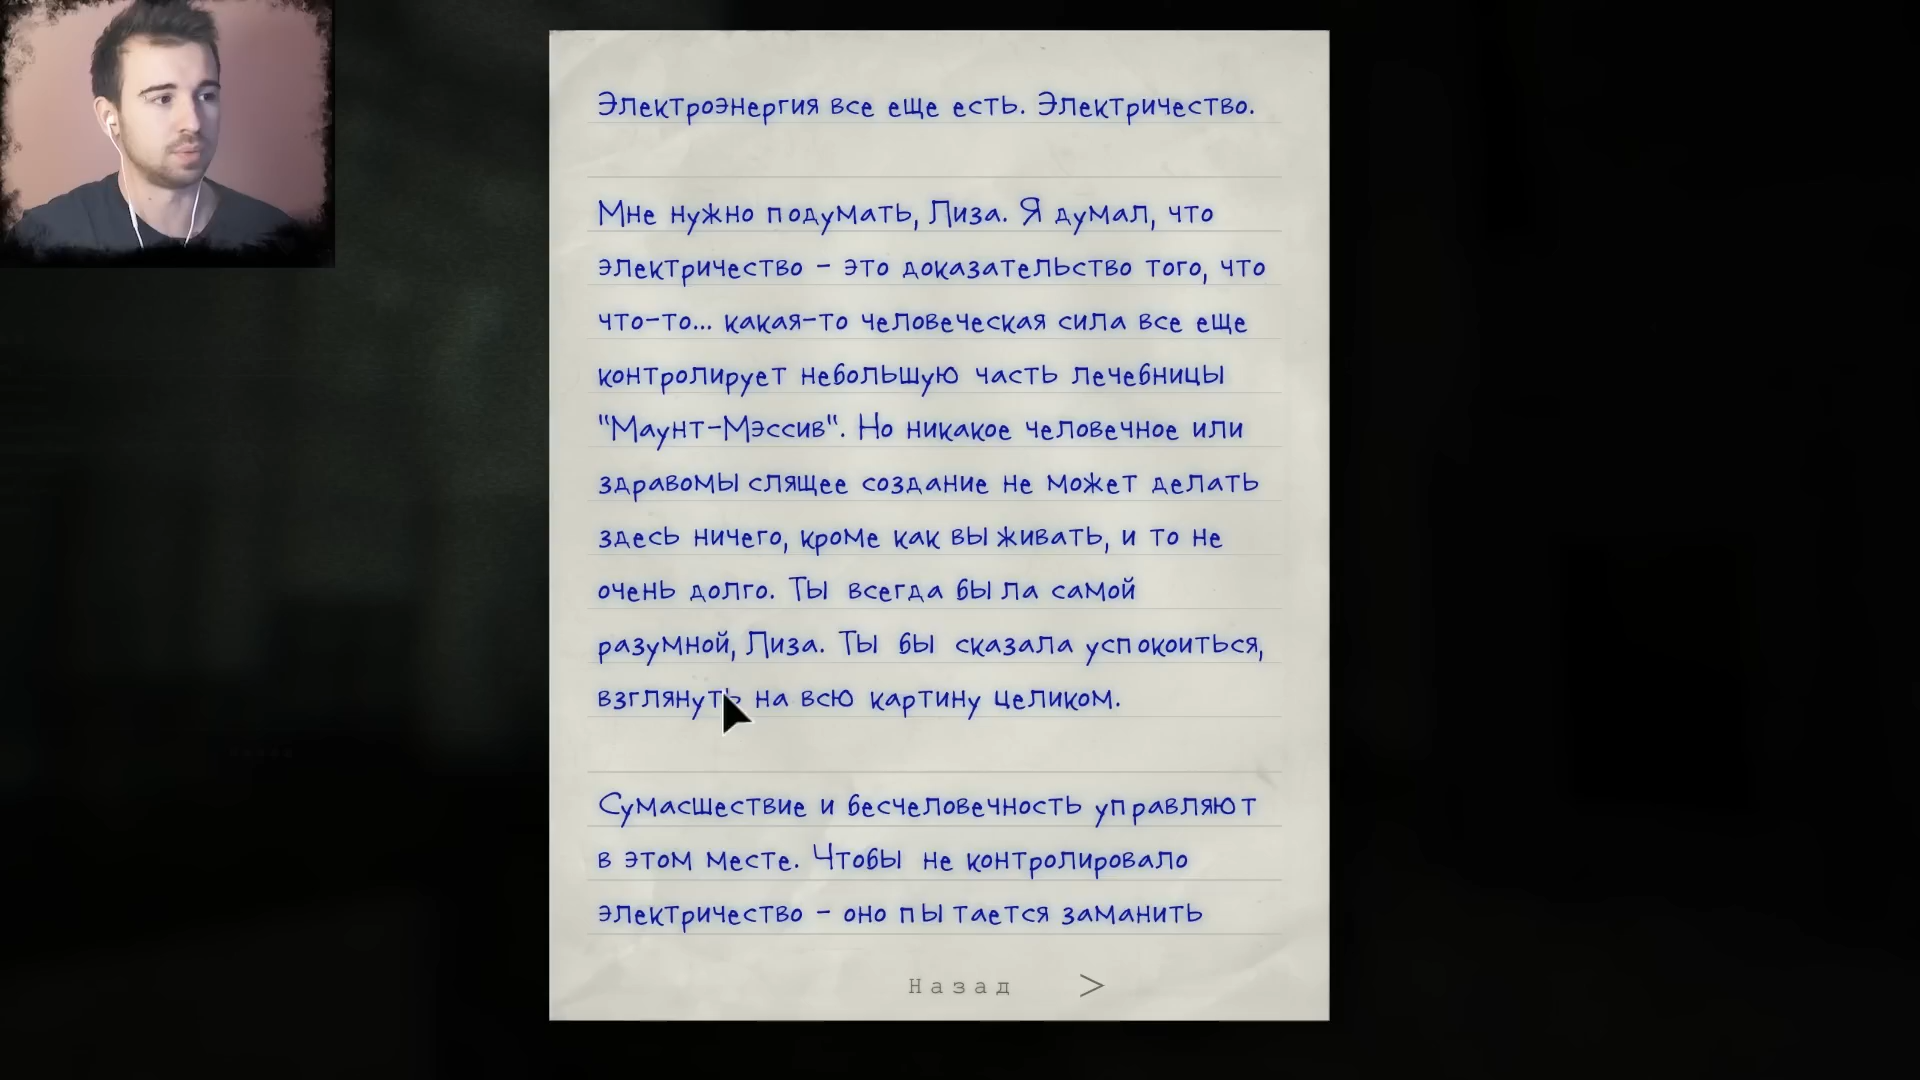 Электроэнергия все еще есть. Электричество.
Мне нужно подумать, Лиза. Я думал, что
электричество - это доказательство того, что
что-то... какая-то человеческая сила все еще
контролирует небольшую часть лечебницы
"Маунт-Мэссив". Но никакое человечное или
здравомыслящее создание не может делать
здесь ничего, кроме как выживать, и то не
очень долго. Ты всегда была самой
разумной, Лиза. Ты бы сказала успокоиться,
взглянуть на всю картину целиком.
Сумасшествие и бесчеловечность управляют
в этом месте. Чтобы не контролировало
электричество - оно пытается заманить
Назад >